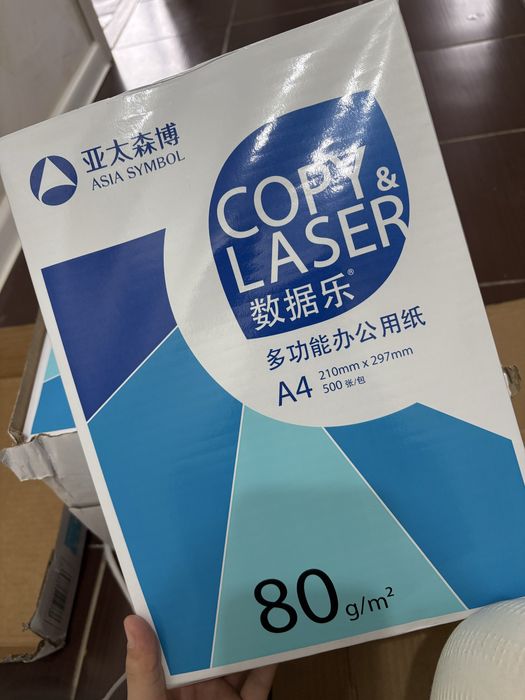 亚太森博
ASIA SYMBOL
COPY &
LASER
数据乐®
多功能办公用纸
A4 210mm x 297mm
500 张/包
80 g/m²